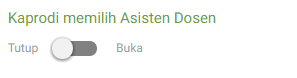 Kaprodi memilih Asisten Dosen
Tutup Buka